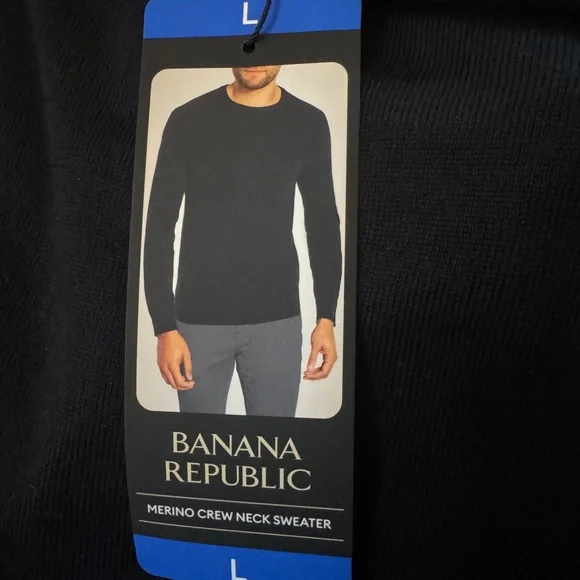 L
BANANA
REPUBLIC
MERINO CREW NECK SWEATER
L